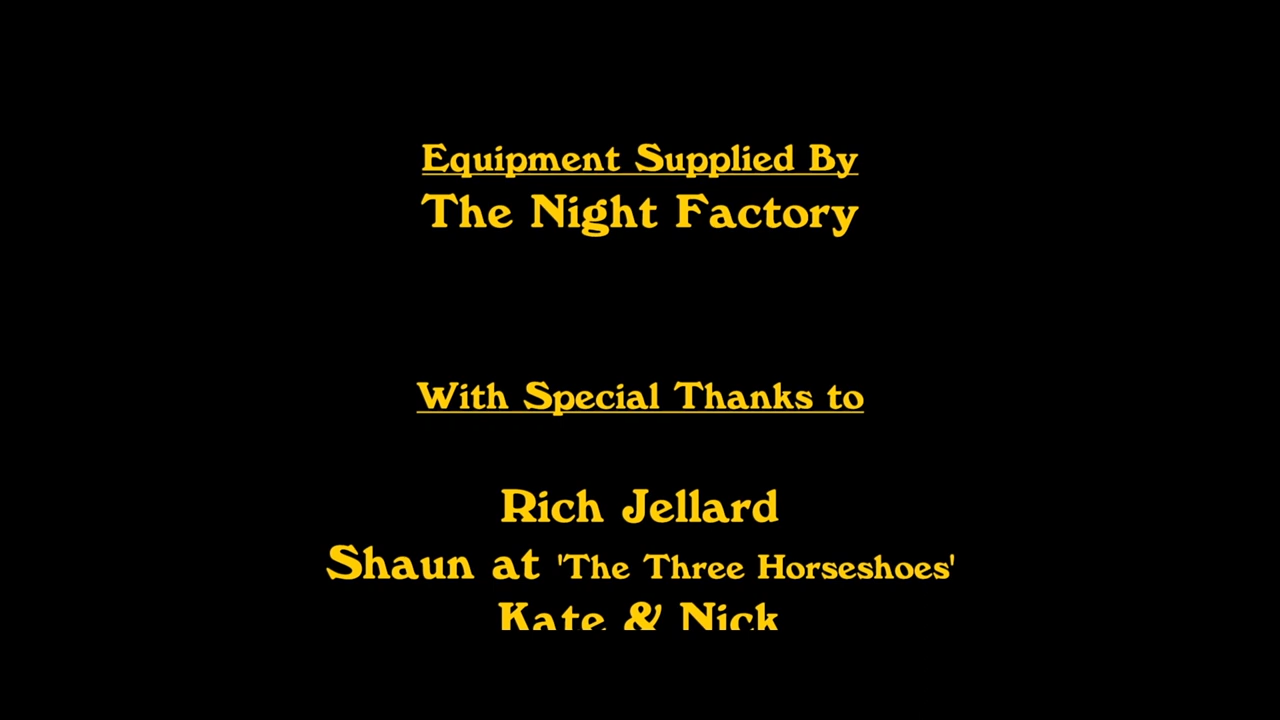 Equipment Supplied By
The Night Factory
With Special Thanks to
Rich Jellard
Shaun at 'The Three Horseshoes'
Kate & Nick